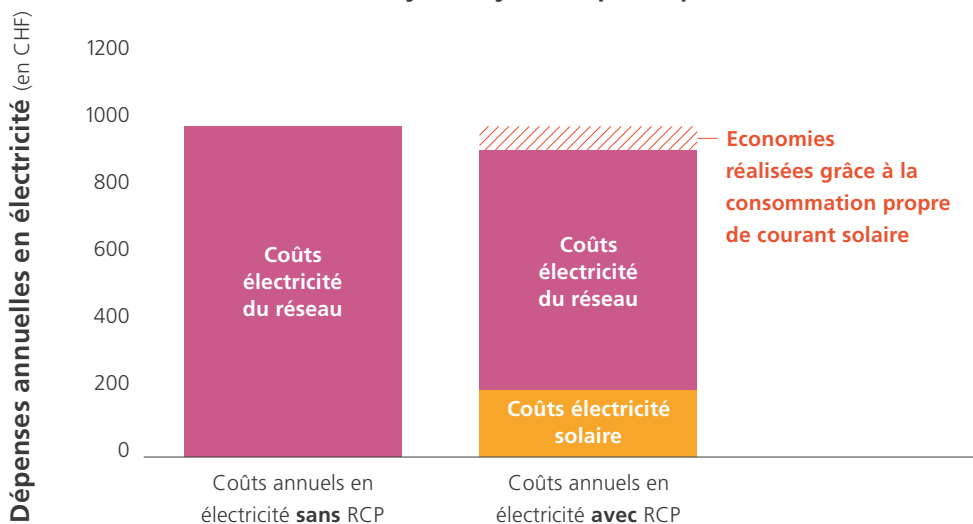 Dépenses annuelles en électricité (en CHF)
1200
1000
800
600
400
200
0
Coûts
électricité
du réseau
Coûts
électricité
du réseau
Coûts électricité
solaire
Economies
réalisées grâce à la
consommation propre
de courant solaire
Coûts annuels en
électricité sans RCP
Coûts annuels en
électricité avec RCP